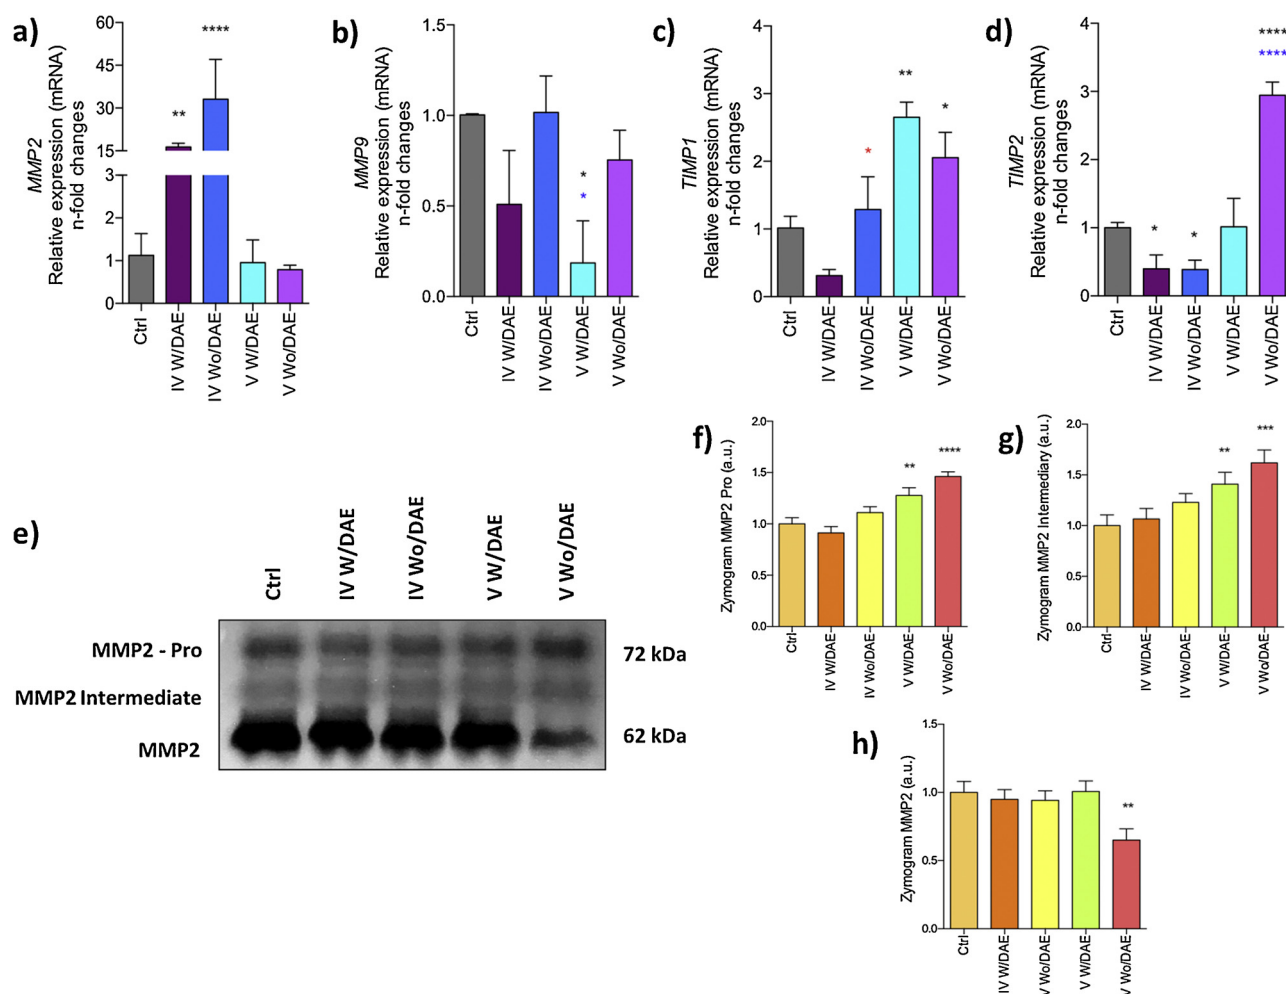 a)
MMP2
Relative expression (mRNA)
n-fold changes
60
45
30
15
3
2
1
0
**
****
Ctrl
IV W/DAE
IV Wo/DAE
V W/DAE
V Wo/DAE
b)
MMP9
Relative expression (mRNA)
n-fold changes
1.5
1.0
0.5
0.0
*
*
Ctrl
IV W/DAE
IV Wo/DAE
V W/DAE
V Wo/DAE
c)
TIMP1
Relative expression (mRNA)
n-fold changes
4
3
2
1
0
*
**
*
Ctrl
IV W/DAE
IV Wo/DAE
V W/DAE
V Wo/DAE
d)
TIMP2
Relative expression (mRNA)
n-fold changes
4
3
2
1
0
*
*
****
****
Ctrl
IV W/DAE
IV Wo/DAE
V W/DAE
V Wo/DAE
e)
Ctrl
IV W/DAE
IV Wo/DAE
V W/DAE
V Wo/DAE
MMP2 - Pro
MMP2 Intermediate
MMP2
72 kDa
62 kDa
f)
Zymogram MMP2 Pro (a.u.)
2.0
1.5
1.0
0.5
0.0
**
****
Ctrl
IV W/DAE
IV Wo/DAE
V W/DAE
V Wo/DAE
g)
Zymogram MMP2 Intermediary (a.u.)
2.0
1.5
1.0
0.5
0.0
**
***
Ctrl
IV W/DAE
IV Wo/DAE
V W/DAE
V Wo/DAE
h)
Zymogram MMP2 (a.u.)
1.5
1.0
0.5
0.0
**
Ctrl
IV W/DAE
V Wo/DAE
V W/DAE
V Wo/DAE